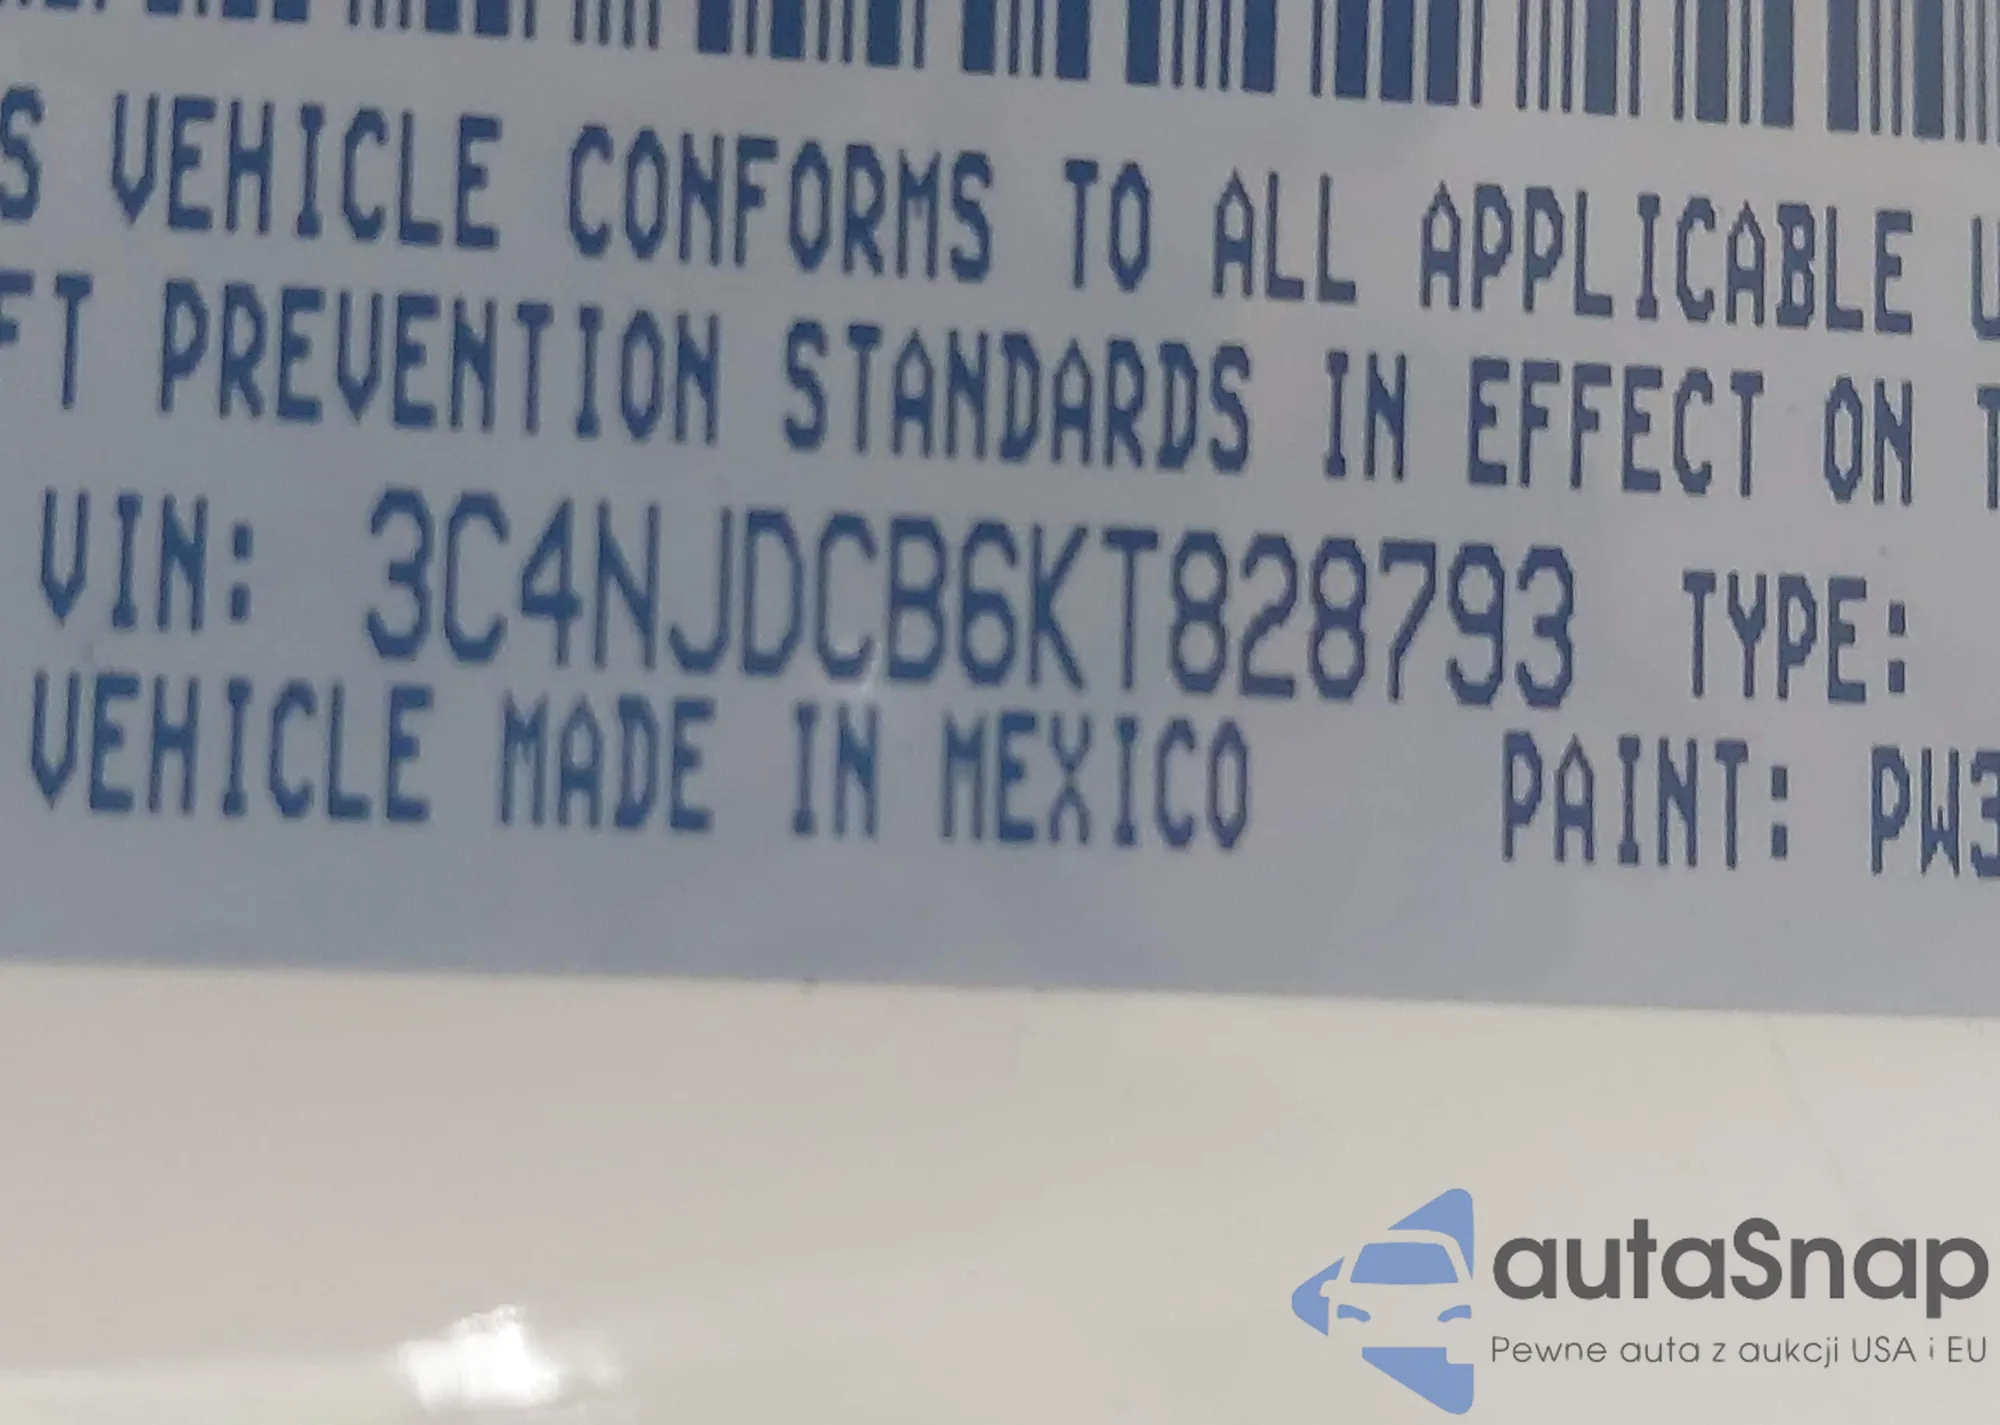 S VEHICLE CONFORMS TO ALL APPLICABLE U
FT PREVENTION STANDARDS IN EFFECT ON T
VIN: 3C4NJDCB6KT828793 TYPE:
VEHICLE MADE IN MEXICO PAINT: PW3
autaSnap
Pewne auta z aukcji USA i EU